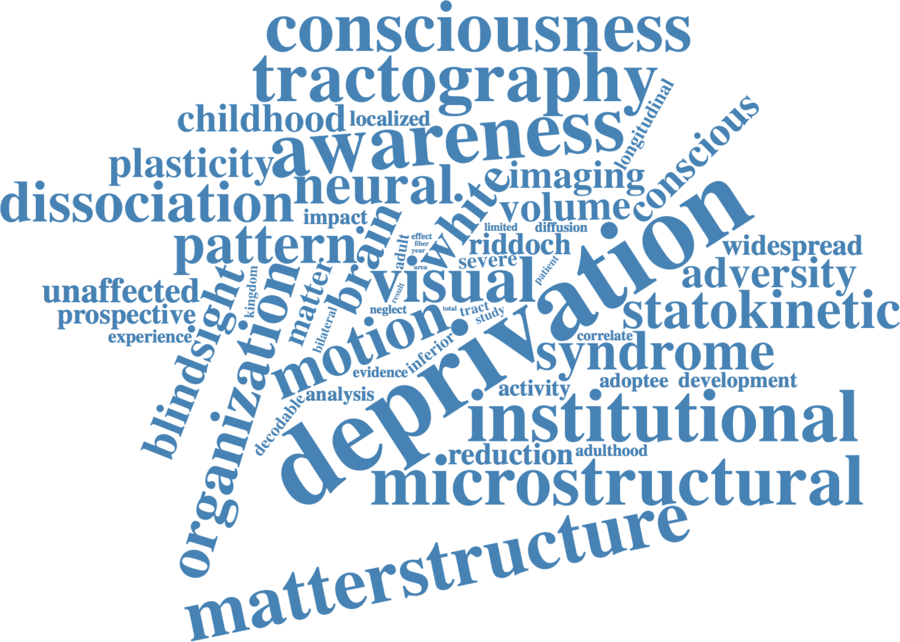 consciousness
tractography
longitudinal
childhood
localized
awareness
conscious
plasticity
neural
white
imaging
dissociation
impact
volume
deprivation
limited
diffusion
pattern
brain
adult
effect
fiber
year
area
riddoch
severe
patient
widespread
unaffected
kingdom
matter
visual
result
adversity
prospective
experience
blindsight
organization
bilateral
neglect
total
tract
study
motion
statokinetic
inferior
correlate
syndrome
evidence
analysis
activity
adoptee
development
decodable
institutional
reduction
adulthood
microstructural
matterstructure